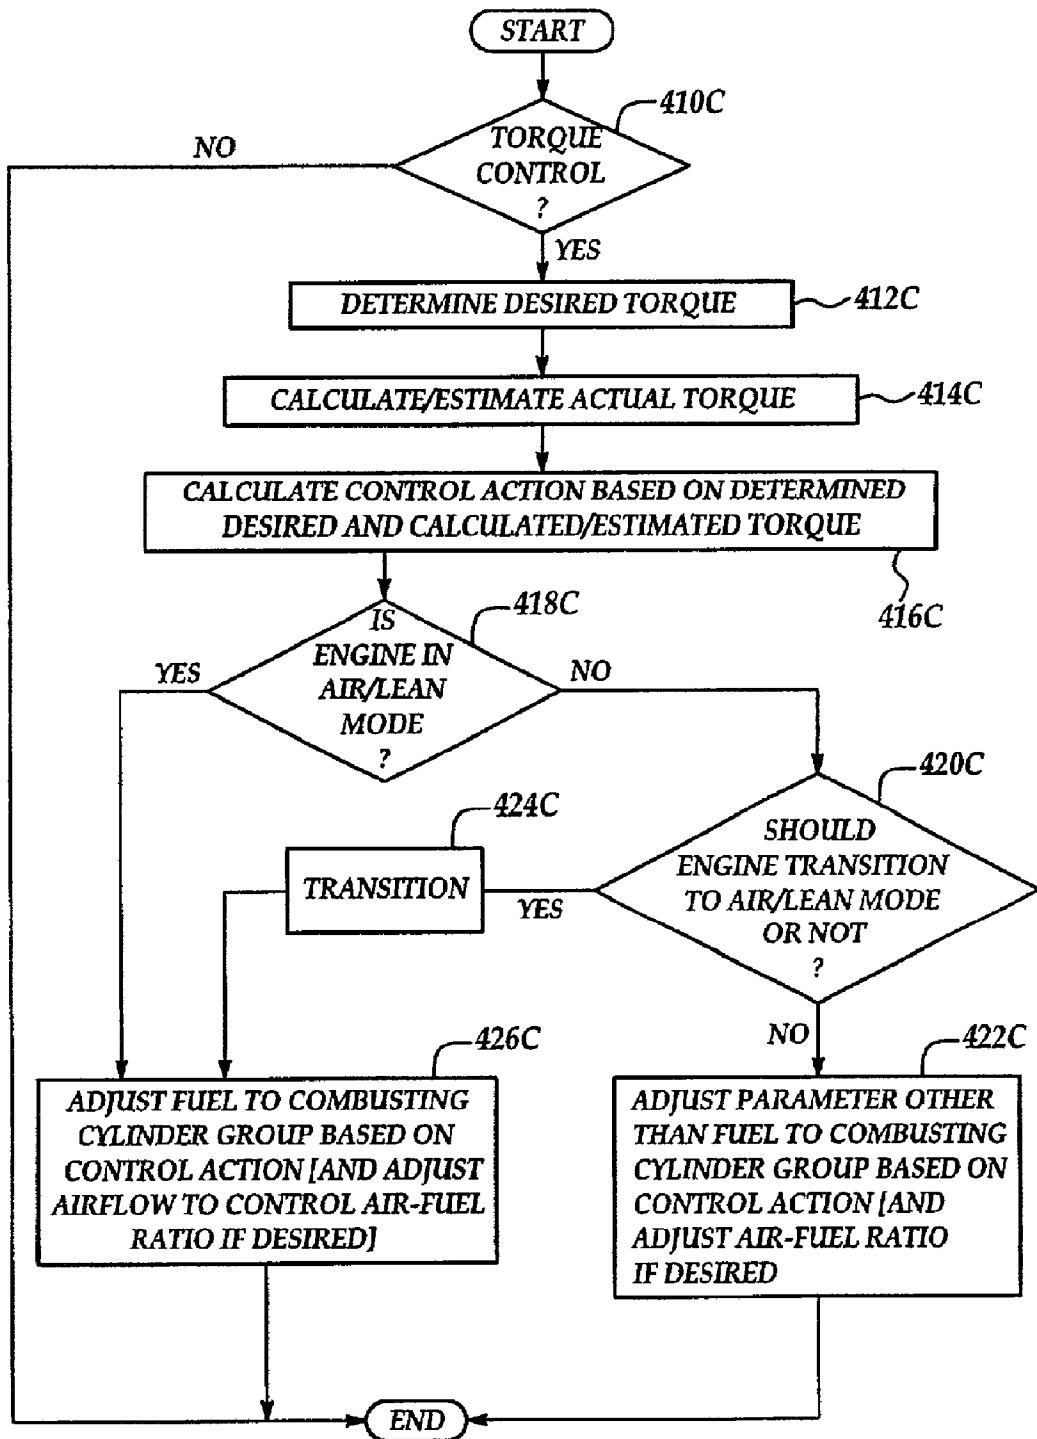 START
410C
TORQUE
CONTROL
?
NO
YES
DETERMINE DESIRED TORQUE
412C
CALCULATE/ESTIMATE ACTUAL TORQUE
414C
CALCULATE CONTROL ACTION BASED ON DETERMINED
DESIRED AND CALCULATED/ESTIMATED TORQUE
416C
418C
IS
ENGINE IN
AIR/LEAN
MODE
?
YES
NO
420C
SHOULD
ENGINE TRANSITION
TO AIR/LEAN MODE
OR NOT
?
YES
424C
TRANSITION
NO
426C
ADJUST FUEL TO COMBUSTING
CYLINDER GROUP BASED ON
CONTROL ACTION [AND ADJUST
AIRFLOW TO CONTROL AIR-FUEL
RATIO IF DESIRED]
422C
ADJUST PARAMETER OTHER
THAN FUEL TO COMBUSTING
CYLINDER GROUP BASED ON
CONTROL ACTION [AND
ADJUST AIR-FUEL RATIO
IF DESIRED
END